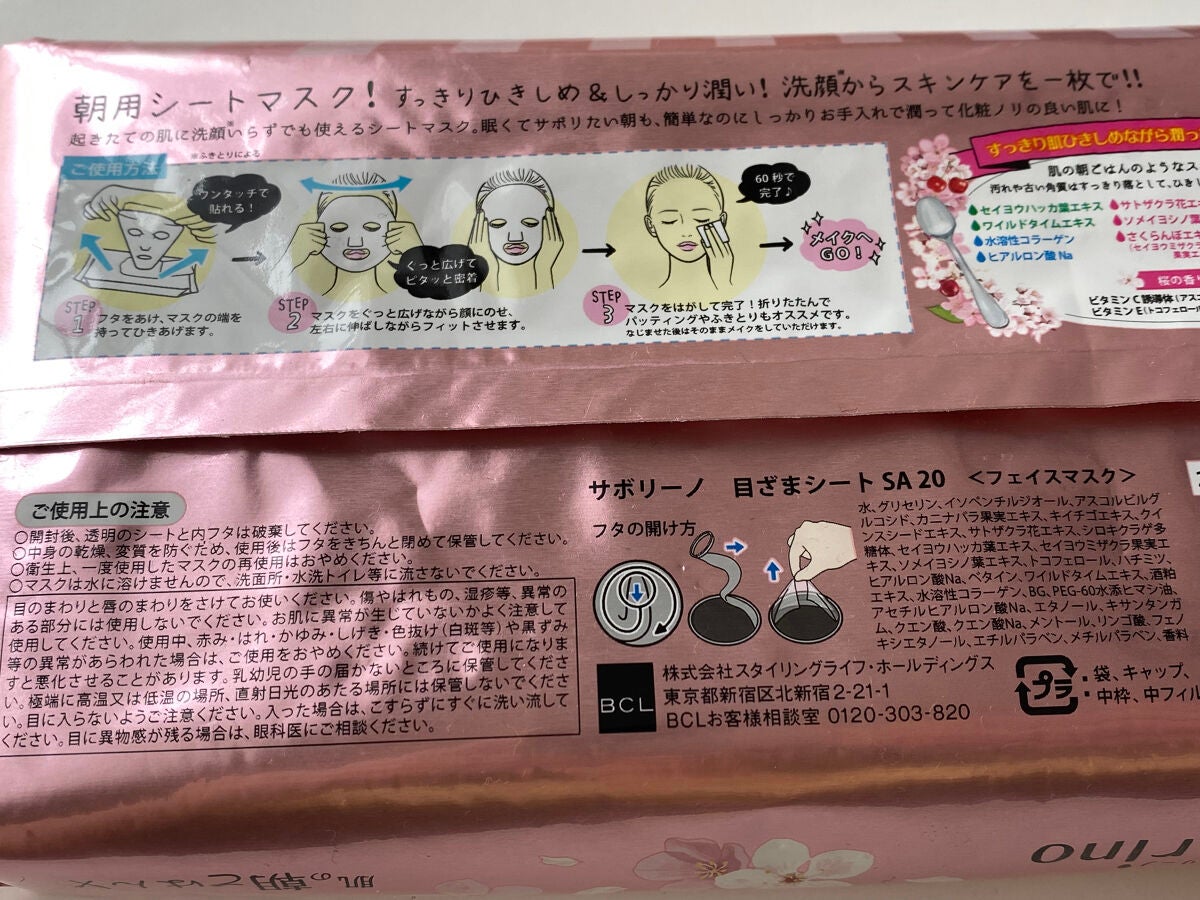 朝用シートマスク! すっきりひきしめ&しっかり潤い! 洗顔※からスキンケアを一枚で!!
起きたての肌に洗顔※いらずでも使えるシートマスク。眠くてサボりたい朝も、簡単なのにしっかりお手入れで潤って化粧ノリの良い肌に!
※ふきとりによる
ご使用方法
ワンタッチで
貼れる!
STEP
1
フタをあけ、マスクの端を
持ってひきあげます。
ぐっと広げて
ピタッと密着
STEP
2
マスクをぐっと広げながら顔にのせ、
左右に伸ばしながらフィットさせます。
60秒で
完了♪
STEP
3
マスクをはがして完了!折りたたんで
パッティングやふきとりもオススメです。
なじませた後はそのままメイクをしていただけます。
メイクへ
GO!
すっきり肌ひきしめながら潤っ
肌の朝ごはんのようなス
汚れや古い角質はすっきり落として、ひきし
セイヨウハッカ葉エキス
ワイルドタイムエキス
水溶性コラーゲン
ヒアルロン酸Na
サトザクラ花エ
ソメイヨシノ葉
さくらんぼエキ
(セイヨウミザクラ
果実エ
桜の香り
ビタミンC誘導体(アス
ビタミンE(トコフェロー
ご使用上の注意
○開封後、透明のシートと内フタは破棄してください。
○中身の乾燥、変質を防ぐため、使用後はフタをきちんと閉めて保管してください。
○衛生上、一度使用したマスクの再使用はおやめください。
○マスクは水に溶けませんので、洗面所・水洗トイレ等に流さないでください。
目のまわりと唇のまわりをさけてお使いください。傷やはれもの、湿疹等、異常の
ある部分には使用しないでください。お肌に異常が生じていないかよく注意して
使用してください。使用中、赤み・はれ・かゆみ・しげき・色抜け(白斑等)や黒ずみ
等の異常があらわれた場合は、ご使用をおやめください。続けてご使用になりま
すと悪化させることがあります。乳幼児の手の届かないところに保管してくださ
い。極端に高温又は低温の場所、直射日光のあたる場所には保管しないでくださ
い。目に入らないようご注意ください。入った場合は、こすらずにすぐに洗い流して
ください。目に異物感が残る場合は、眼科医にご相談ください。
サボリーノ 目ざまシート SA 20 <フェイスマスク>
フタの開け方
水、グリセリン、イソペンチルジオール、アスコルビルグ
ルコシド、カニナバラ果実エキス、キイチゴエキス、クイ
ンスシードエキス、サトザクラ花エキス、シロキクラゲ多
糖体、セイヨウハッカ葉エキス、セイヨウミザクラ果実エ
キス、ソメイヨシノ葉エキス、トコフェロール、ハチミツ、
ヒアルロン酸Na、ベタイン、ワイルドタイムエキス、酒粕
エキス、水溶性コラーゲン、BG、PEG-60水添ヒマシ油、
アセチルヒアルロン酸Na、エタノール、キサンタンガ
ム、クエン酸、クエン酸Na、メントール、リンゴ酸、フェノ
キシエタノール、エチルパラベン、メチルパラベン、香料
BCL
株式会社スタイリングライフ・ホールディングス
東京都新宿区北新宿2-21-1
BCLお客様相談室 0120-303-820
プラ
:袋、キャップ、
:中枠、中フィル
肌の朝ごはん
rino